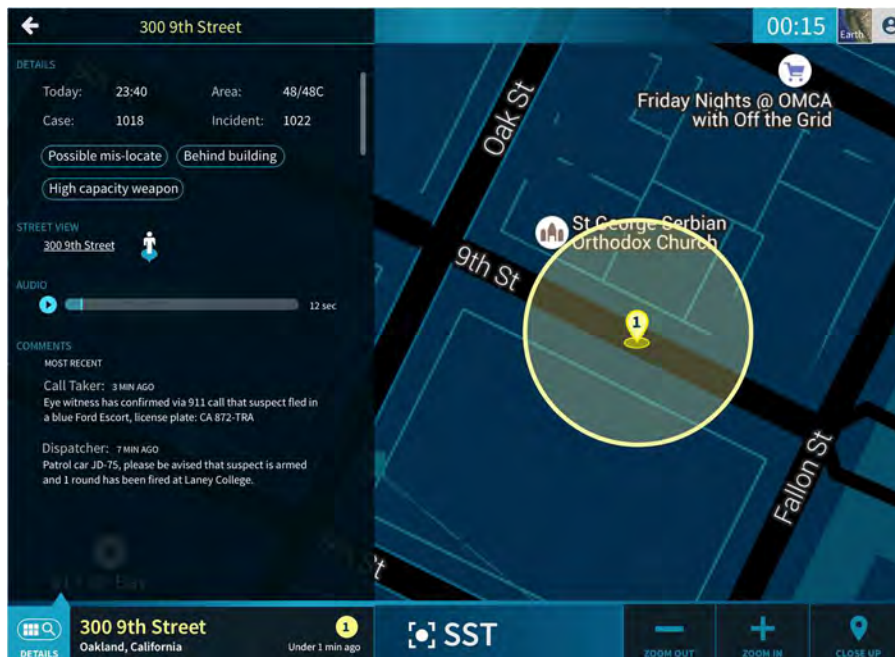 300 9th Street
00:15
Earth
DETAILS
Today: 23:40 Area: 48/48C
Case: 1018 Incident: 1022
Possible mis-locate
Behind building
High capacity weapon
STREET VIEW
300 9th Street
AUDIO
12 sec
COMMENTS
MOST RECENT
Call Taker: 3 MIN AGO
Eye witness has confirmed via 911 call that suspect fled in
a blue Ford Escort, license plate: CA 872-TRA
Dispatcher: 7 MIN AGO
Patrol car JD-75, please be avised that suspect is armed
and 1 round has been fired at Laney College.
Oak St
Friday Nights @ OMCA
with Off the Grid
St George Serbian
Orthodox Church
9th St
1
Fallon St
St
DETAILS
300 9th Street
Oakland, California
1
Under 1 min ago
SST
ZOOM OUT
ZOOM IN
CLOSE UP